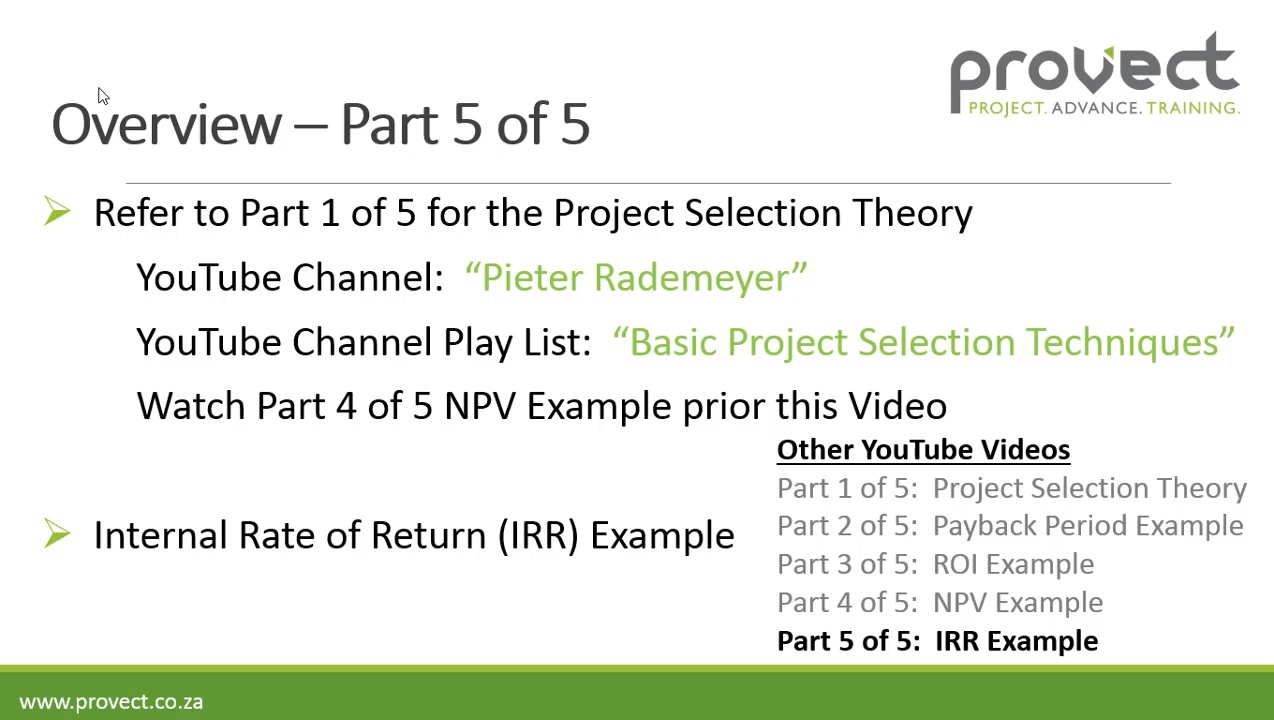 provect
PROJECT. ADVANCE. TRAINING.
Overview – Part 5 of 5
Refer to Part 1 of 5 for the Project Selection Theory
YouTube Channel: “Pieter Rademeyer”
YouTube Channel Play List: “Basic Project Selection Techniques”
Watch Part 4 of 5 NPV Example prior this Video
Internal Rate of Return (IRR) Example
Other YouTube Videos
Part 1 of 5: Project Selection Theory
Part 2 of 5: Payback Period Example
Part 3 of 5: ROI Example
Part 4 of 5: NPV Example
Part 5 of 5: IRR Example
www.provect.co.za